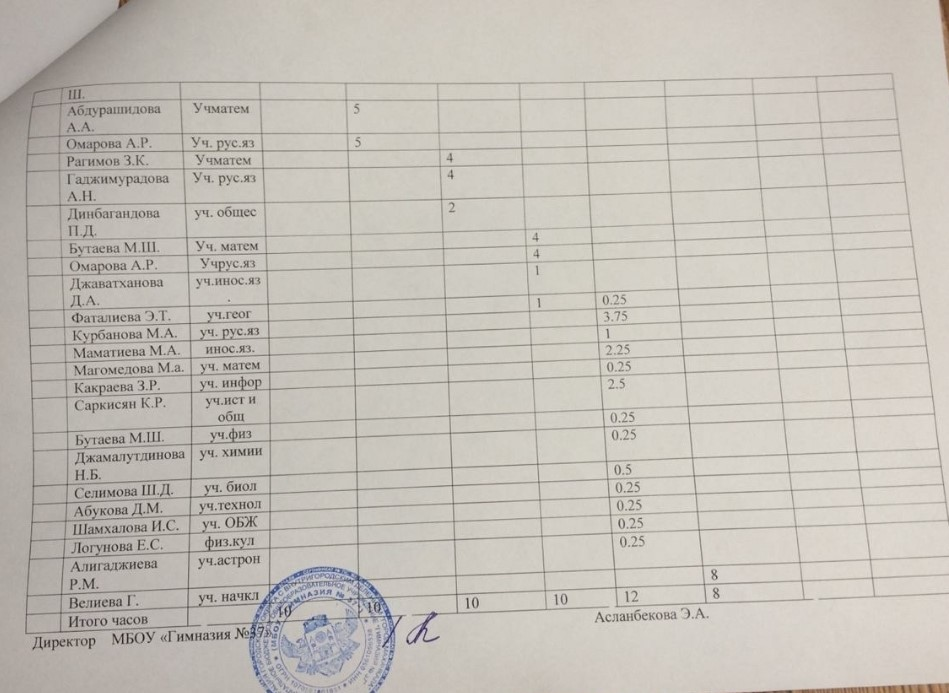 Ш.
Абдурашидова Учматем 5
А.А.
Омарова А.Р. Уч. рус.яз 5
Рагимов З.К. Учматем 4
Гаджимурадова Уч. рус.яз 4
А.Н.
Динбагандова уч. общес 2
П.Д.
Бутаева М.Ш. Уч. матем 4
Омарова А.Р. Учрус.яз 4
Джаватханова уч.инос.яз 1
Д.А. .
Фаталиева Э.Т. уч.геог 1 0.25
Курбанова М.А. уч. рус.яз 3.75
Маматиева М.А. инос.яз. 1
Магомедова М.а. уч. матем 2.25
Какраева З.Р. уч. инфор 0.25
Саркисян К.Р. уч.ист и 2.5
общ
Бутаева М.Ш. уч.физ 0.25
Джамалутдинова уч. химии 0.25
Н.Б.
Селимова Ш.Д. уч. биол 0.5
Абукова Д.М. уч.технол 0.25
Шамхалова И.С. уч. ОБЖ 0.25
Логунова Е.С. физ.кул 0.25
Алигаджиева уч.астрон 0.25
Р.М.
Велиева Г. уч. начкл 8
Итого часов 10 10 10 10 12 8
Директор МБОУ «Гимназия №37» Асланбекова Э.А.